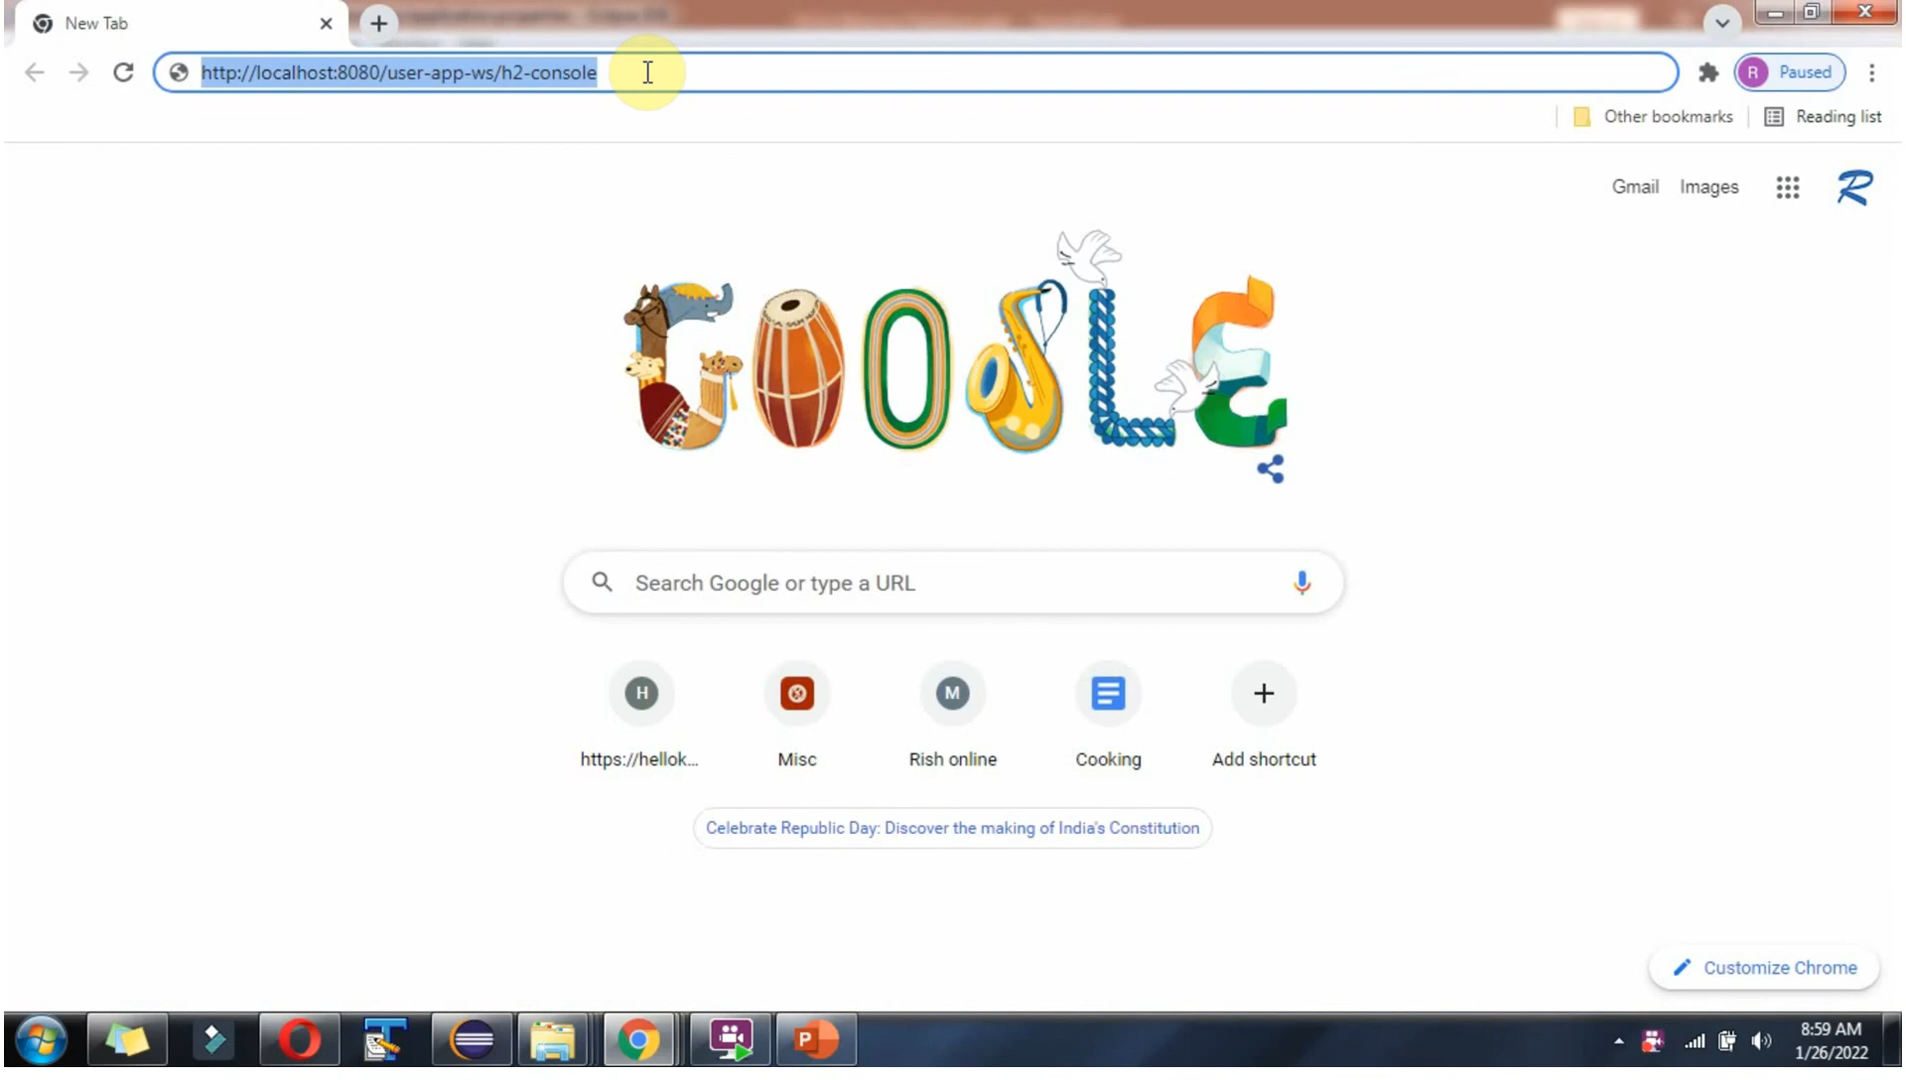 New Tab
http://localhost:8080/user-app-ws/h2-console
R Paused
Other bookmarks
Reading list
Gmail Images
Search Google or type a URL
H
M
https://hellok...
Misc
Rish online
Cooking
Add shortcut
Celebrate Republic Day: Discover the making of India's Constitution
Customize Chrome
8:59 AM
1/26/2022